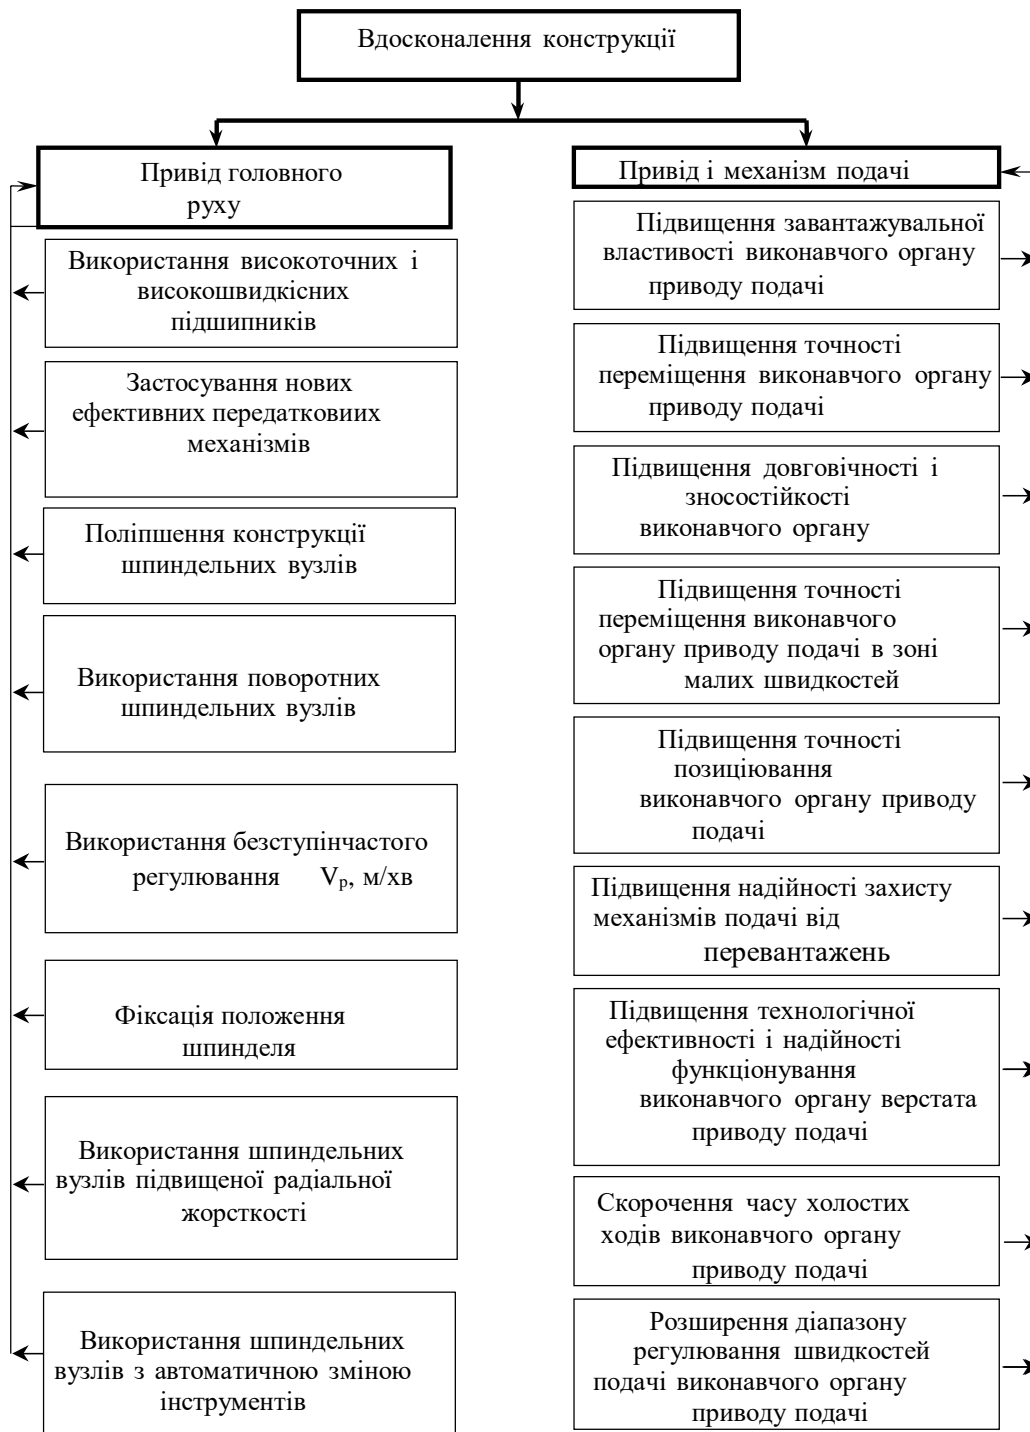 Вдосконалення конструкції
Привід головного
руху
Використання високоточних і
високошвидкісних
підшипників
Застосування нових
ефективних передатковиих
механізмів
Поліпшення конструкції
шпиндельних вузлів
Використання поворотних
шпиндельних вузлів
Використання безступінчастого
регулювання Vр, м/хв
Фіксація положення
шпинделя
Використання шпиндельних
вузлів підвищеної радіальної
жорсткості
Використання шпиндельних
вузлів з автоматичною зміною
інструментів
Привід і механізм подачі
Підвищення завантажувальної
властивості виконавчого органу
приводу подачі
Підвищення точності
переміщення виконавчого органу
приводу подачі
Підвищення довговічності і
зносостійкості
виконавчого органу
Підвищення точності
переміщення виконавчого
органу приводу подачі в зоні
малих швидкостей
Підвищення точності
позиціювання
виконавчого органу приводу
подачі
Підвищення надійності захисту
механізмів подачі від
перевантажень
Підвищення технологічної
ефективності і надійності
функціонування
виконавчого органу верстата
приводу подачі
Скорочення часу холостих
ходів виконавчого органу
приводу подачі
Розширення діапазону
регулювання швидкостей
подачі виконавчого органу
приводу подачі